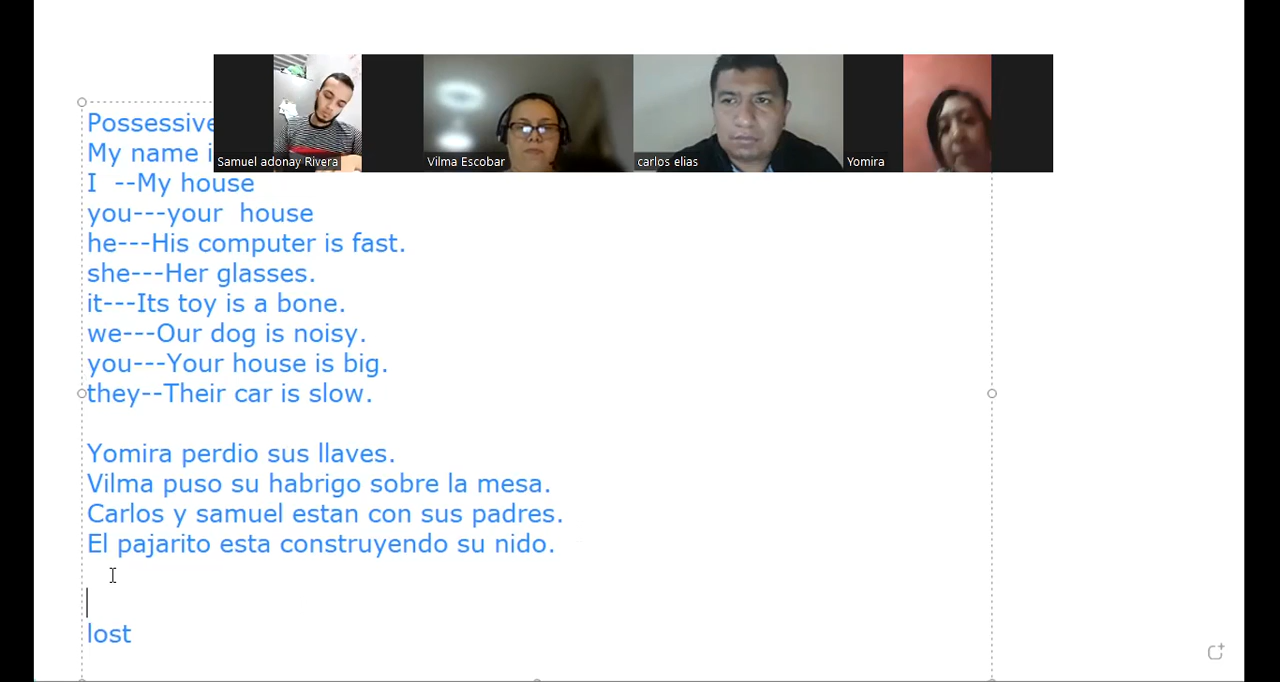 Possessive
My name i
I --My house
you---your house
he---His computer is fast.
she---Her glasses.
it---Its toy is a bone.
we---Our dog is noisy.
you---Your house is big.
they--Their car is slow.
Yomira perdio sus llaves.
Vilma puso su habrigo sobre la mesa.
Carlos y samuel estan con sus padres.
El pajarito esta construyendo su nido.
lost
Samuel adonay Rivera
Vilma Escobar
carlos elias
Yomira